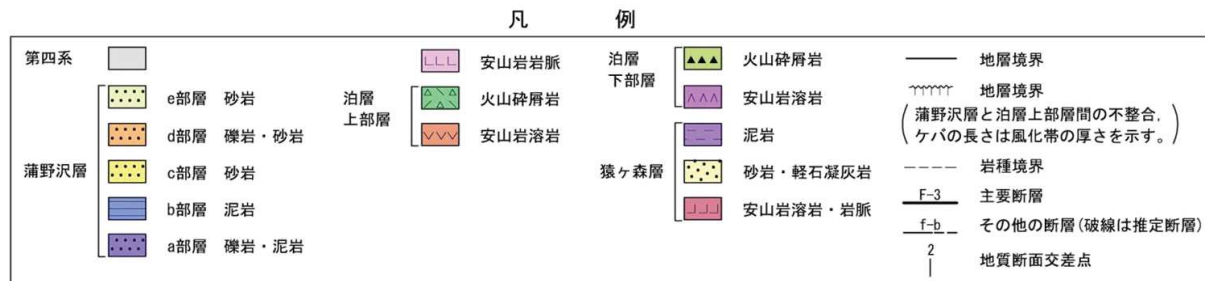 凡 例
第四系
蒲野沢層
e部層 砂岩
d部層 礫岩・砂岩
c部層 砂岩
b部層 泥岩
a部層 礫岩・泥岩
安山岩岩脈
泊層
上部層
火山砕屑岩
安山岩溶岩
泊層
下部層
火山砕屑岩
安山岩溶岩
猿ヶ森層
泥岩
砂岩・軽石凝灰岩
安山岩溶岩・岩脈
地層境界
地層境界
(蒲野沢層と泊層上部層間の不整合,
ケバの長さは風化帯の厚さを示す。)
岩種境界
F-3 主要断層
f-b その他の断層(破線は推定断層)
2 地質断面交差点